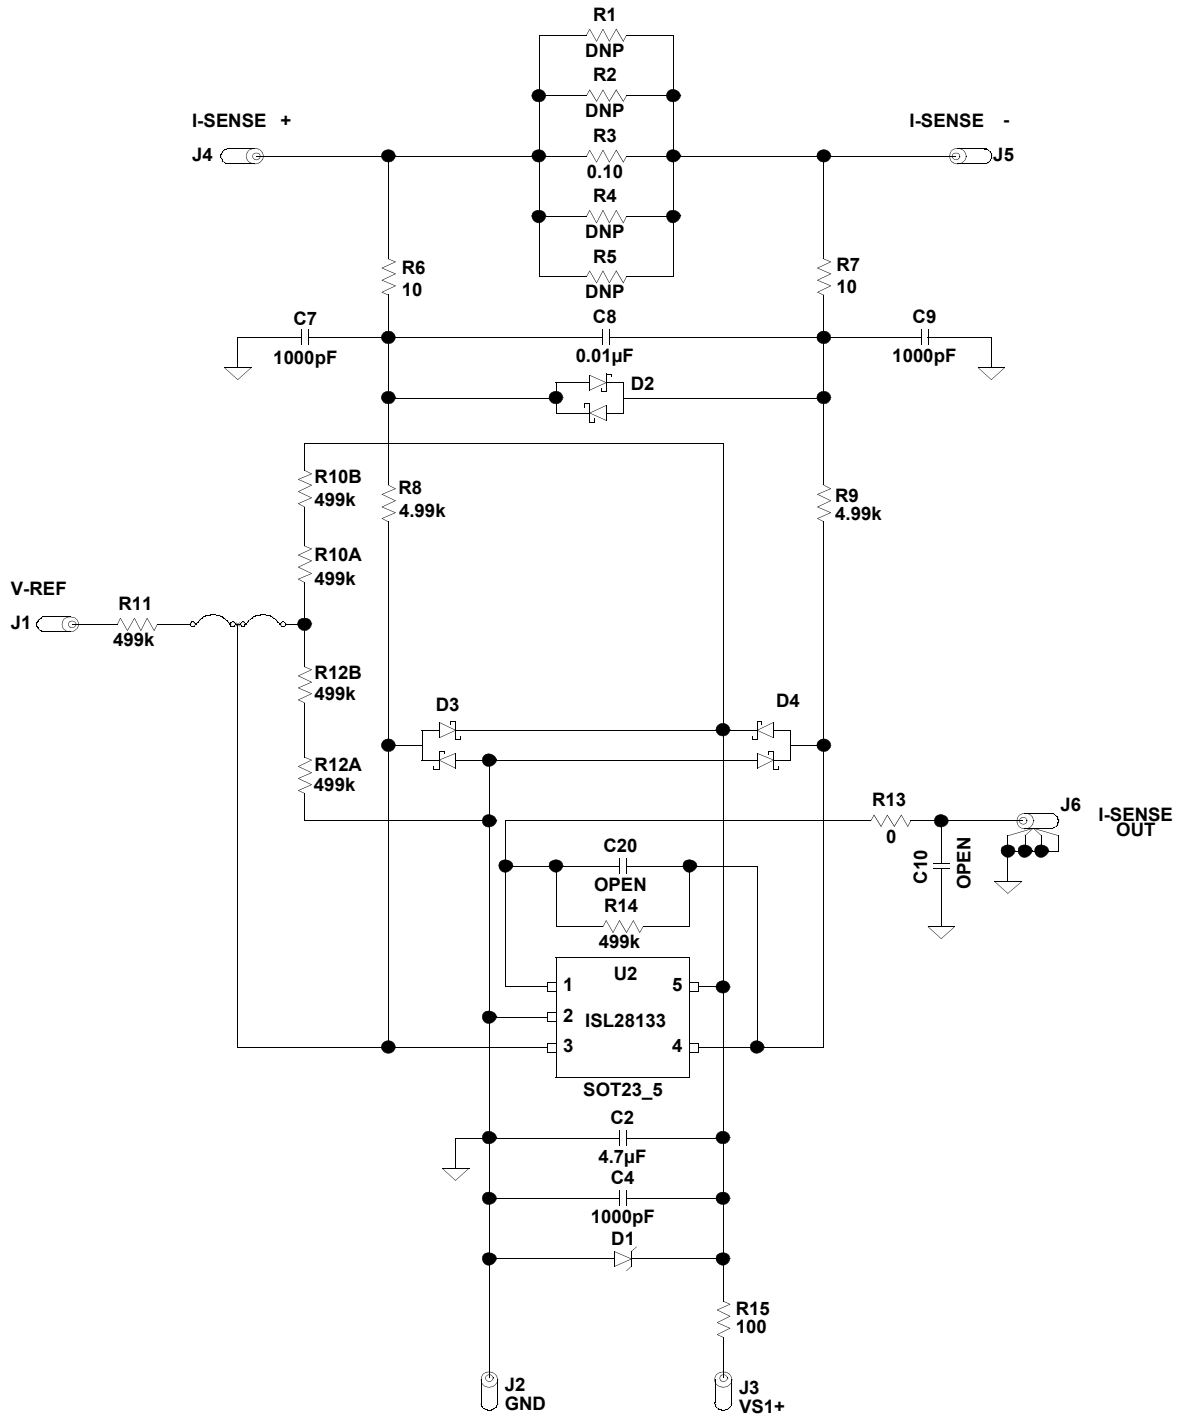 R1
DNP
R2
DNP
I-SENSE +
I-SENSE -
R3
J4
J5
0.10
R4
DNP
R5
DNP
R6
10
R7
10
C7
1000pF
C8
0.01µF
C9
1000pF
D2
R10B
499k
R8
4.99k
R9
4.99k
R10A
499k
V-REF
J1
R11
499k
R12B
499k
D3
D4
R12A
499k
R13
0
J6
I-SENSE
OUT
C10
OPEN
C20
OPEN
R14
499k
U2
1
5
2
ISL28133
3
4
SOT23_5
C2
4.7µF
C4
1000pF
D1
R15
100
J2
GND
J3
VS1+